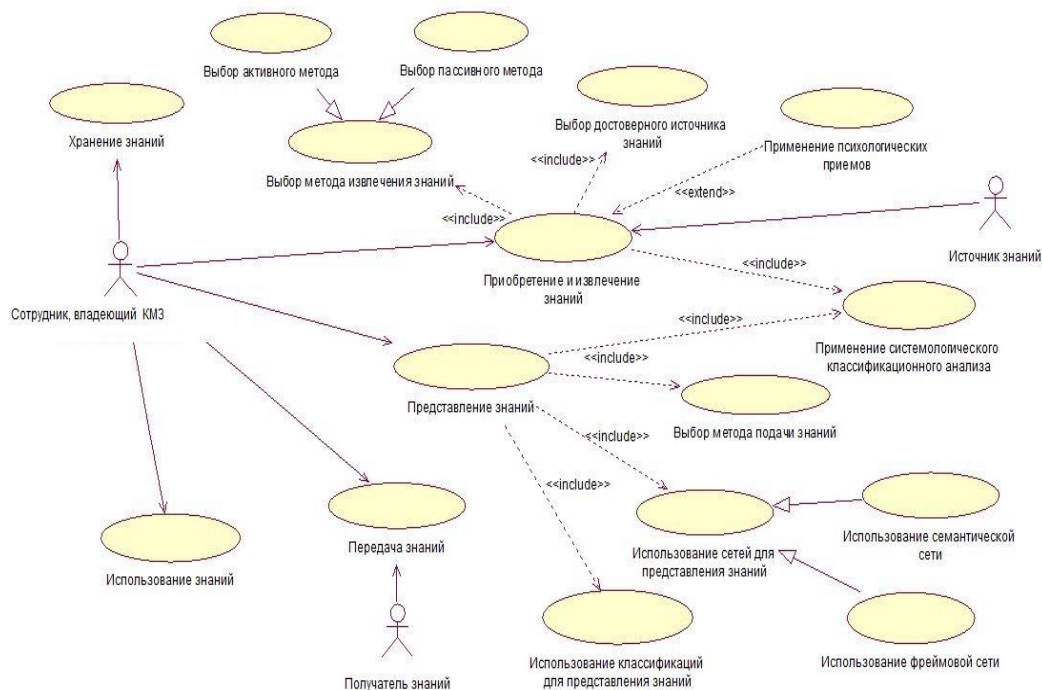 Выбор активного метода
Выбор пассивного метода
Хранение знаний
Выбор достоверного источника
знаний
Применение психологических
приемов
<<include>>
Выбор метода извлечения знаний
<<extend>>
<<include>>
Источник знаний
Приобретение и извлечение
знаний
<<include>>
Сотрудник, владеющий КМЗ
<<include>>
Применение системологического
классификационного анализа
<<include>>
Представление знаний
Выбор метода подачи знаний
<<include>>
<<include>>
Использование семантической
сети
Передача знаний
Использование сетей для
представления знаний
Использование знаний
Использование классификаций
для представления знаний
Использование фреймовой сети
Получатель знаний